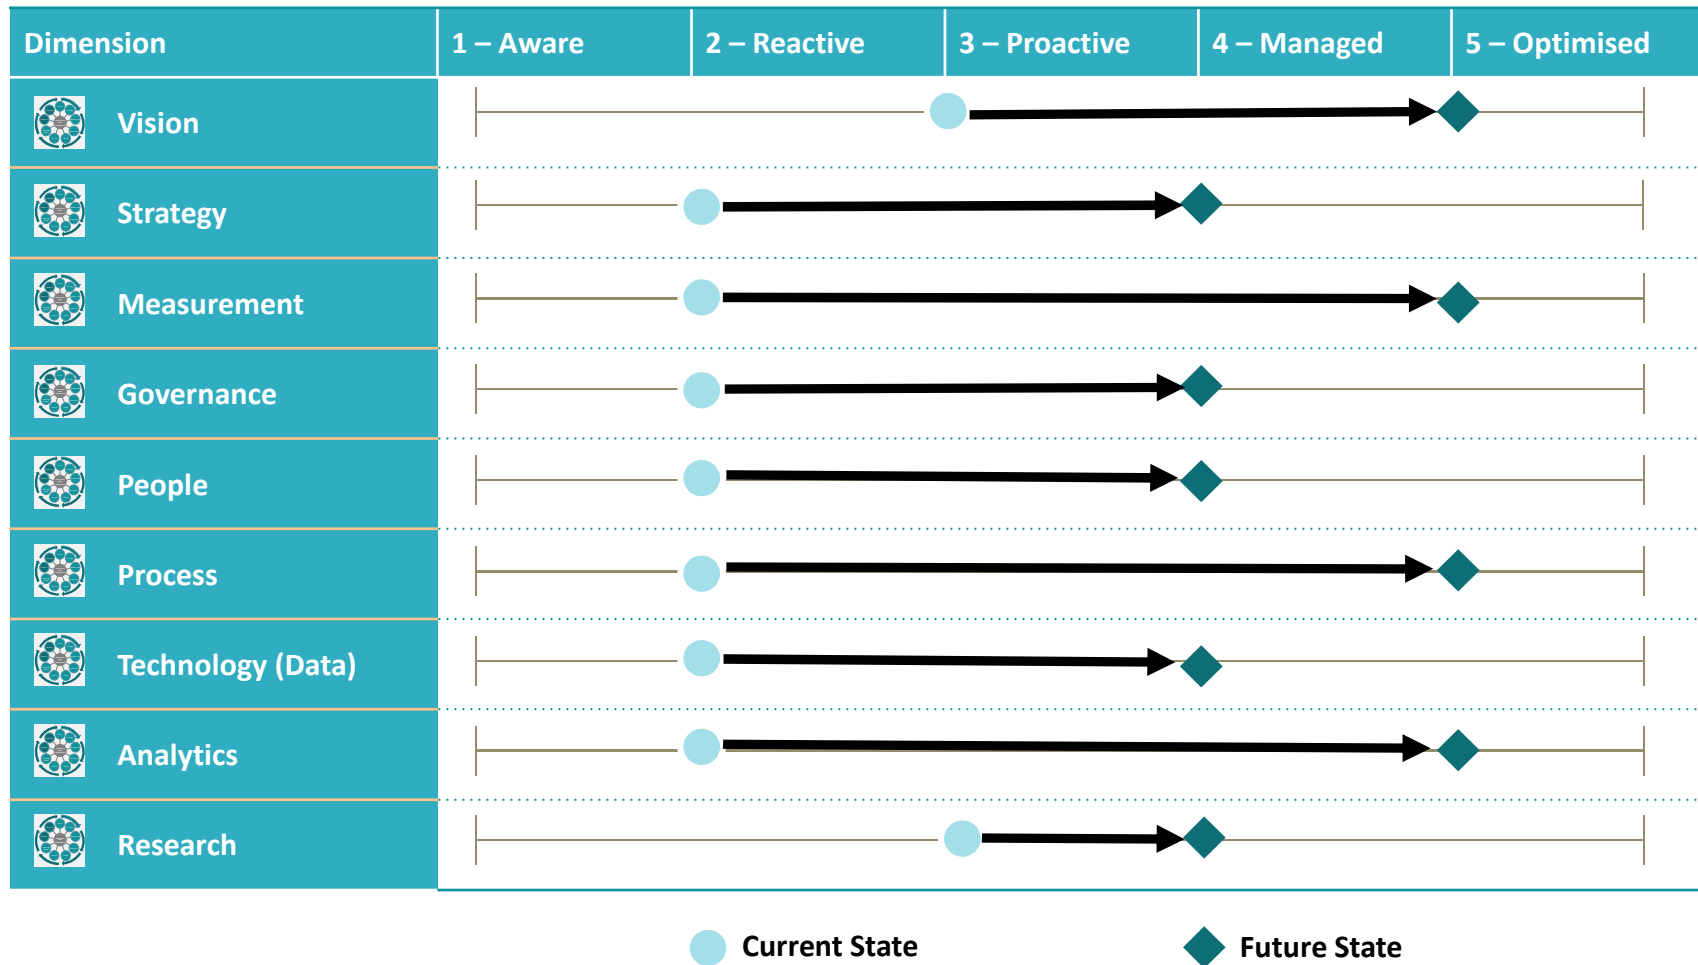 Dimension
1 – Aware
2 – Reactive
3 – Proactive
4 – Managed
5 – Optimised
Vision
Strategy
Measurement
Governance
People
Process
Technology (Data)
Analytics
Research
Current State
Future State